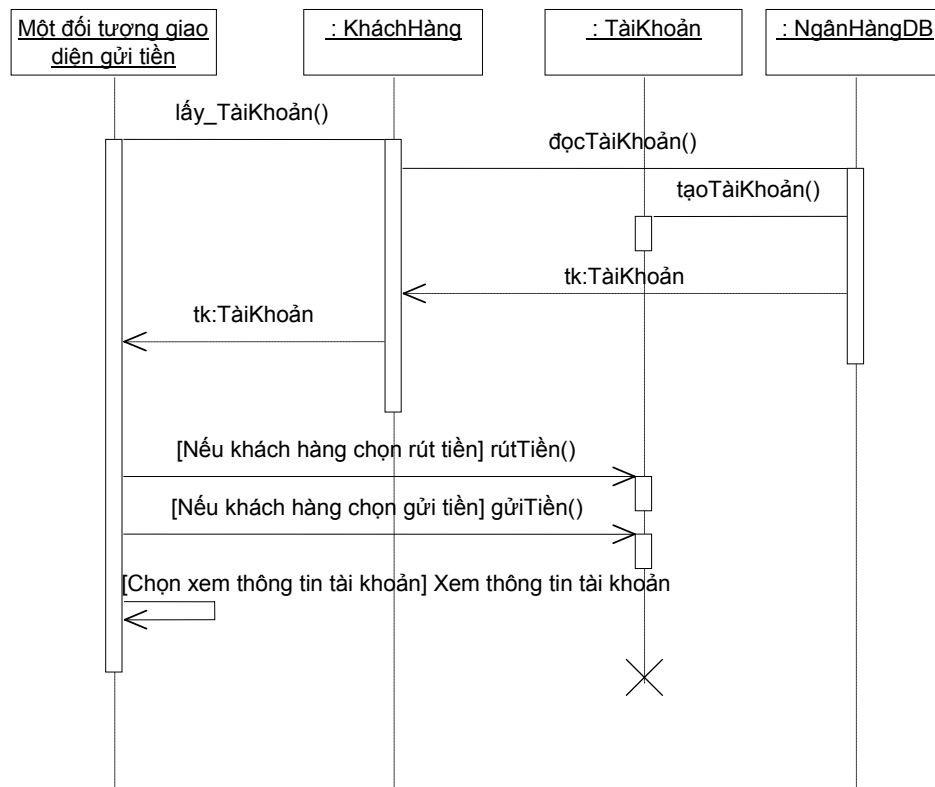 Một đối tượng giao
diện gửi tiền
: KháchHàng
: TàiKhoản
: NgânHàngDB
lấy_TàiKhoản()
đọcTàiKhoản()
tạoTàiKhoản()
tk:TàiKhoản
tk:TàiKhoản
[Nếu khách hàng chọn rút tiền] rútTiền()
[Nếu khách hàng chọn gửi tiền] gửiTiền()
[Chọn xem thông tin tài khoản] Xem thông tin tài khoản